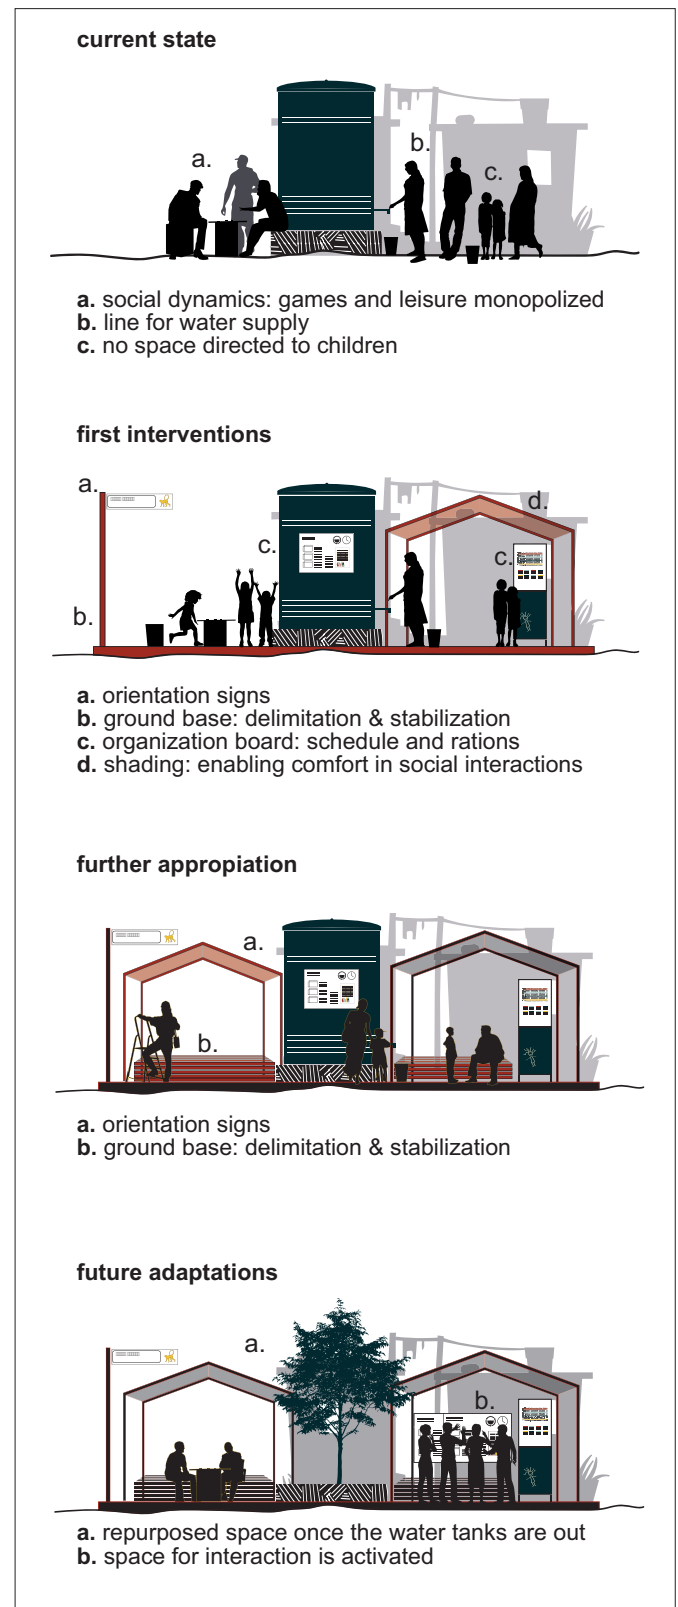 current state
a.
b.
c.
a. social dynamics: games and leisure monopolized
b. line for water supply
c. no space directed to children
first interventions
a.
d.
c.
c.
b.
a. orientation signs
b. ground base: delimitation & stabilization
c. organization board: schedule and rations
d. shading: enabling comfort in social interactions
further appropiation
a.
b.
a. orientation signs
b. ground base: delimitation & stabilization
future adaptations
a.
b.
a. repurposed space once the water tanks are out
b. space for interaction is activated